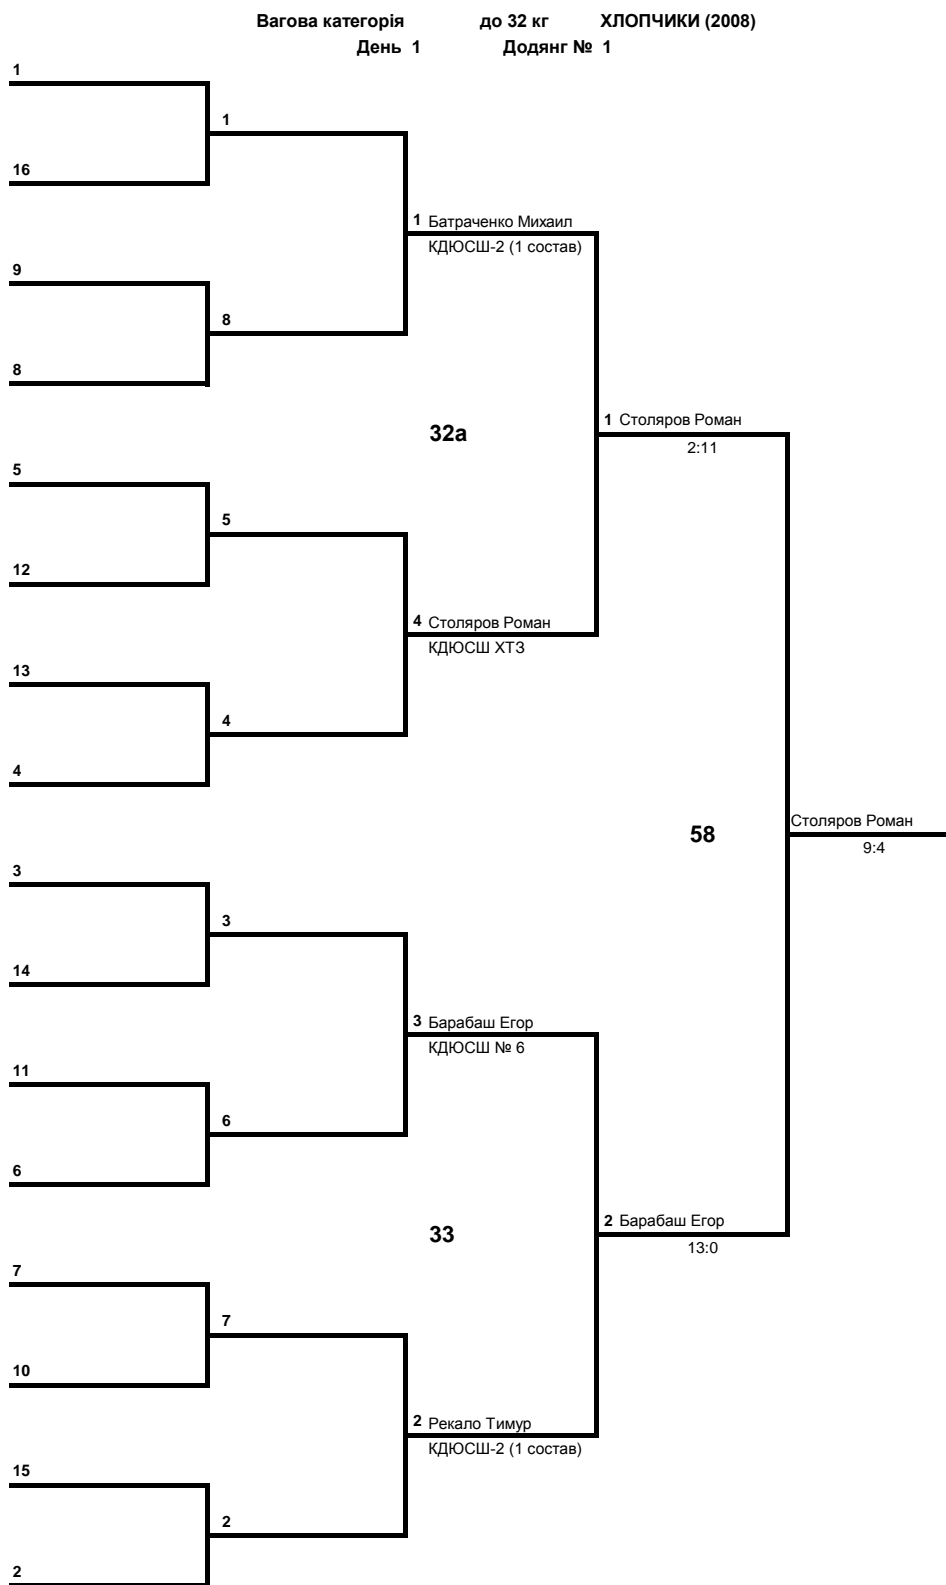 Вагова категорія до 32 кг ХЛОПЧИКИ (2008)
День 1 Додянг № 1
1
1
16
1 Батраченко Михаил
КДЮСШ-2 (1 состав)
9
8
8
32а
1 Столяров Роман
2:11
5
5
12
4 Столяров Роман
КДЮСШ ХТЗ
13
4
4
58
Столяров Роман
9:4
3
3
14
3 Барабаш Егор
КДЮСШ № 6
11
6
6
33
2 Барабаш Егор
13:0
7
7
10
2 Рекало Тимур
КДЮСШ-2 (1 состав)
15
2
2